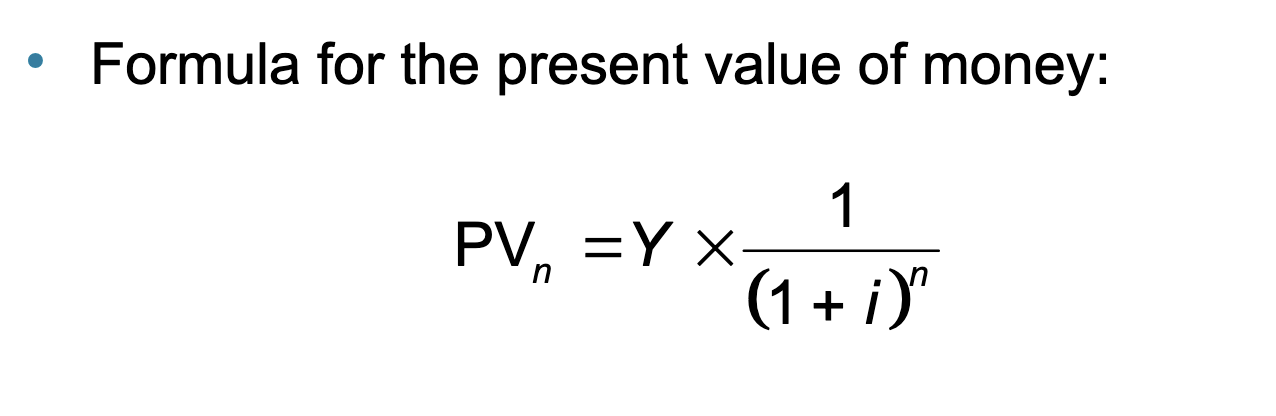 • Formula for the present value of money:
PVₙ = Y × 1/(1 + i)ⁿ